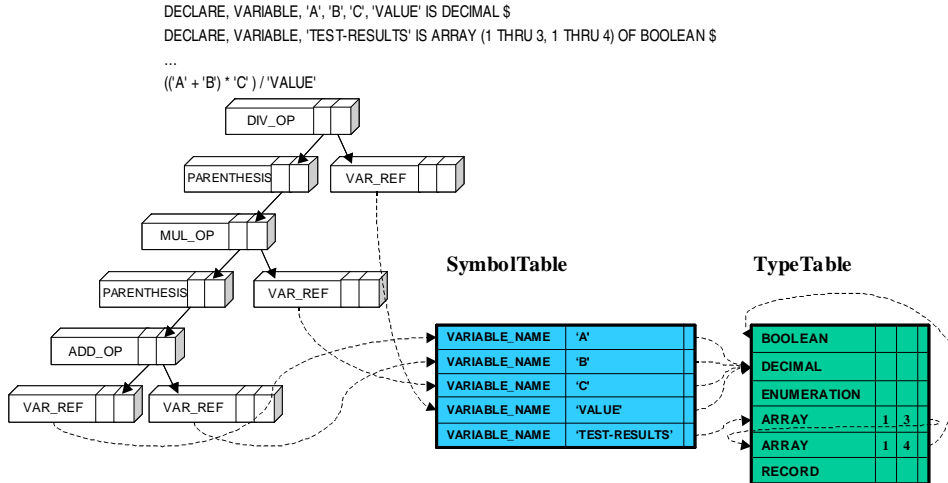 DECLARE, VARIABLE, 'A', 'B', 'C', 'VALUE' IS DECIMAL $
DECLARE, VARIABLE, 'TEST-RESULTS' IS ARRAY (1 THRU 3, 1 THRU 4) OF BOOLEAN $
...
(('A' + 'B') * 'C' ) / 'VALUE'
DIV_OP
PARENTHESIS
VAR_REF
MUL_OP
PARENTHESIS
VAR_REF
ADD_OP
VAR_REF
VAR_REF
SymbolTable
VARIABLE_NAME 'A'
VARIABLE_NAME 'B'
VARIABLE_NAME 'C'
VARIABLE_NAME 'VALUE'
VARIABLE_NAME 'TEST-RESULTS'
TypeTable
BOOLEAN
DECIMAL
ENUMERATION
ARRAY 1 3
ARRAY 1 4
RECORD